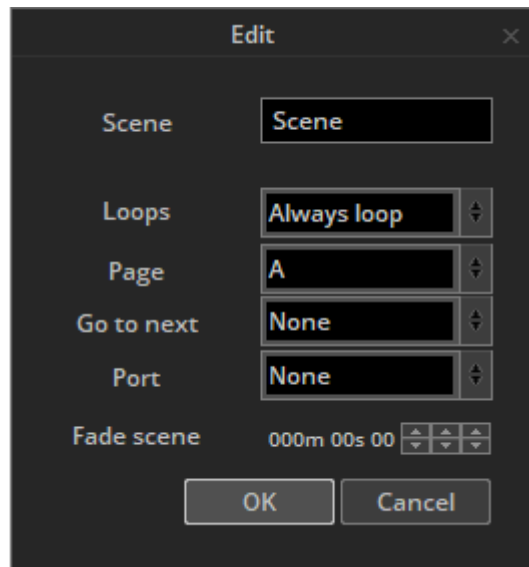 Edit
Scene Scene
Loops Always loop
Page A
Go to next None
Port None
Fade scene 000m 00s 00
OK Cancel